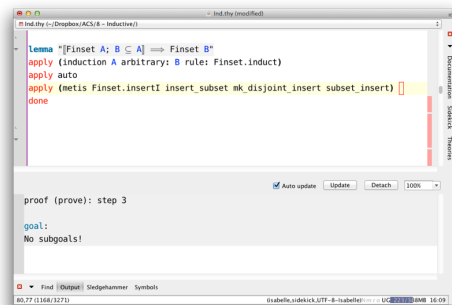 Ind.thy (modified)
Ind.thy (~/Dropbox/ACS/8 – Inductive/)
lemma "⟦Finset A; B ⊆ A⟧ ⟹ Finset B"
apply (induction A arbitrary: B rule: Finset.induct)
apply auto
apply (metis Finset.insertI insert_subset mk_disjoint_insert subset_insert)
done
Documentation
Sidekick
Theories
Auto update Update Detach 100%
proof (prove): step 3
goal:
No subgoals!
Find Output Sledgehammer Symbols
80,77 (1168/3271) (isabelle,sidekick,UTF-8-Isabelle) UG MB 16:09